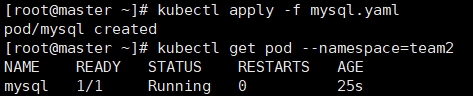 [root@master ~]# kubectl apply -f mysql.yaml
pod/mysql created
[root@master ~]# kubectl get pod --namespace=team2
NAME    READY   STATUS    RESTARTS   AGE
mysql   1/1     Running   0          25s